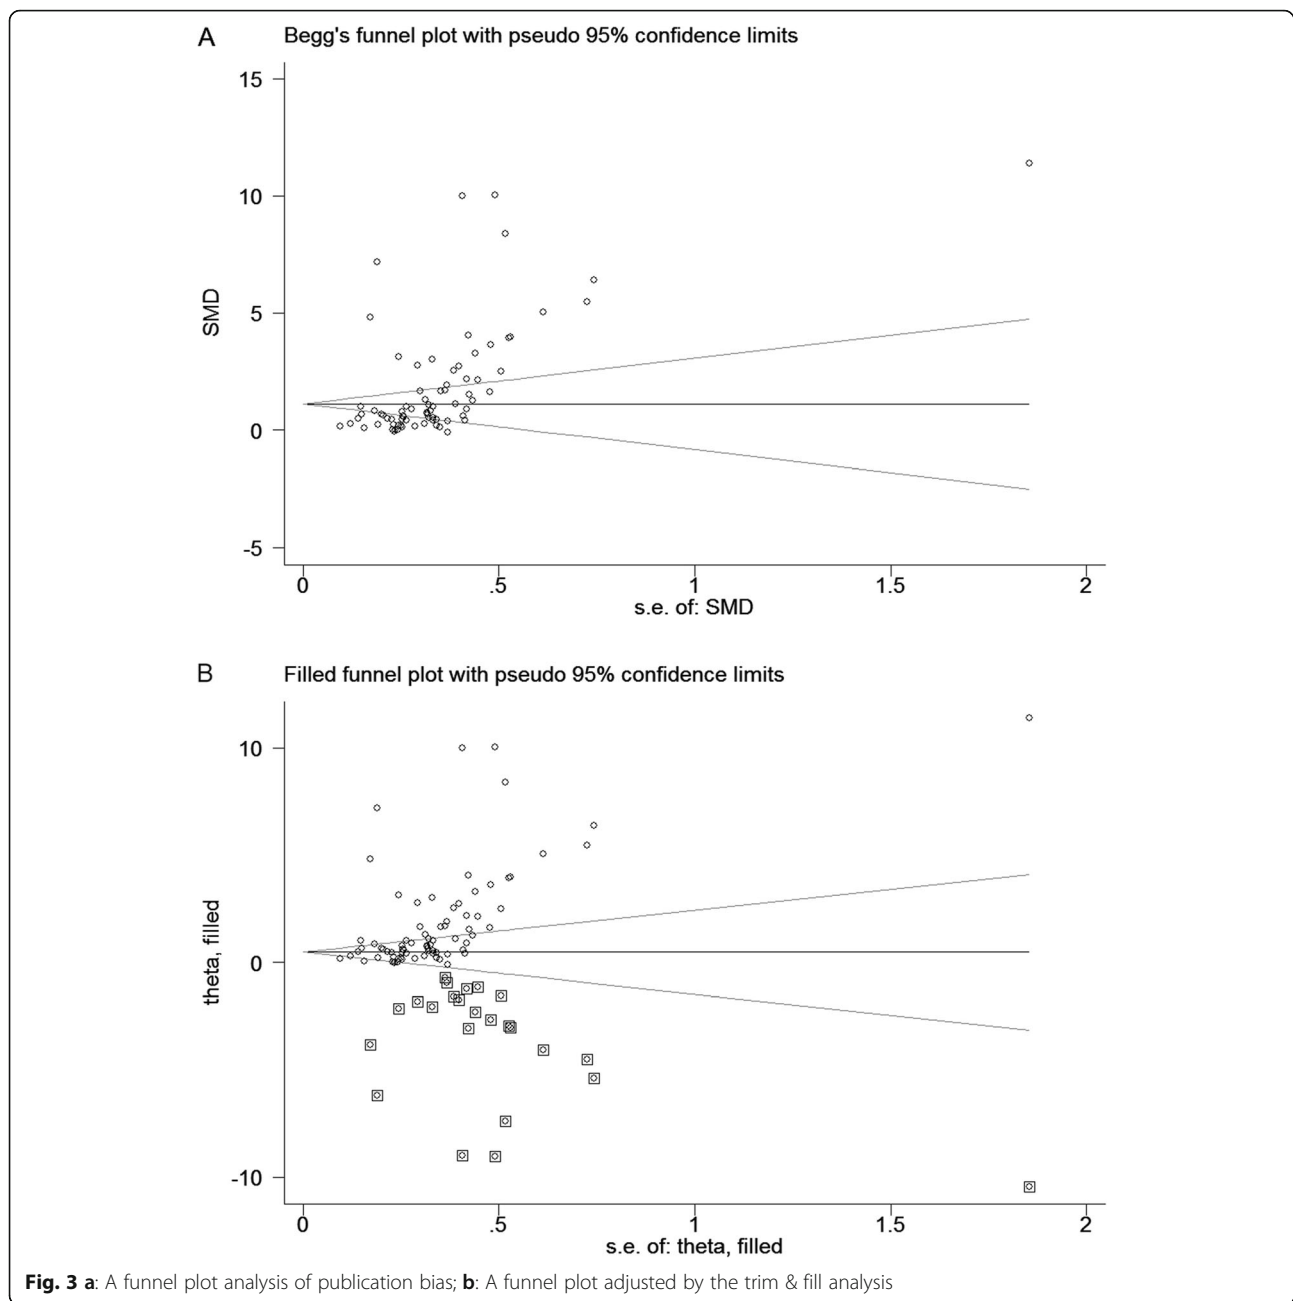 A Begg's funnel plot with pseudo 95% confidence limits
15
10
5
0
-5
SMD
0 .5 1 1.5 2
s.e. of: SMD
B Filled funnel plot with pseudo 95% confidence limits
10
0
-10
theta, filled
0 .5 1 1.5 2
s.e. of: theta, filled
Fig. 3 a: A funnel plot analysis of publication bias; b: A funnel plot adjusted by the trim & fill analysis